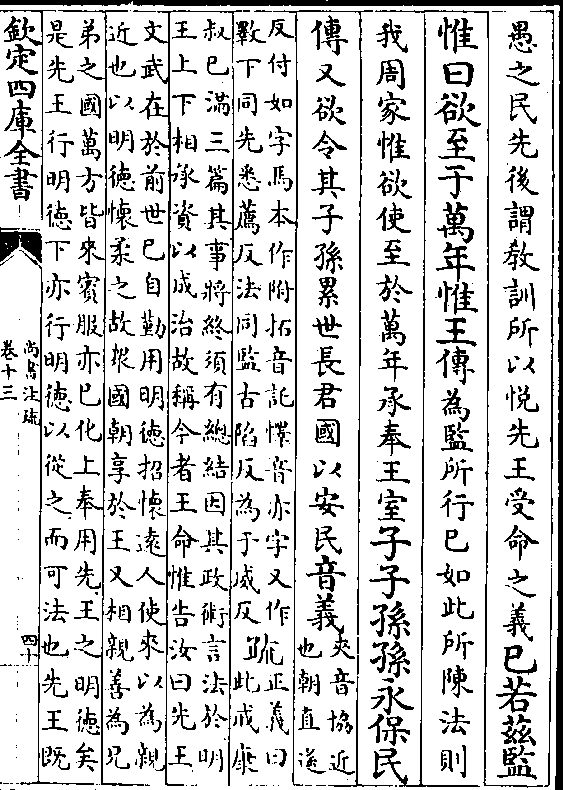 愚之民先後謂教訓所以悅先王受命之義已若茲監
惟曰欲至于萬年惟王傳為監所行已如此所陳法則
我周家惟欲使至於萬年承奉王室子子孫孫永保民
傳又欲令其子孫累世長君國以安民音義夾音協近
也朝直遙
反付如字馬本作附拓音託懌音亦字又作
斁下同先悉薦反法同監古陷反為于威反
疏正義曰
此戒康
叔已滿三篇其事將終須有總結因其政術言法於明
王上下相承資以成治故稱今者王命惟告汝曰先王
文武在於前世已自勤用明德招懷遠人使來以為親
近也以明德懷柔之故衆國朝享於王又相親善為兄
弟之國萬方皆來賓服亦已化上奉用先王之明德矣
是先王行明德下亦行明德以從之而可法也先王既
欽定四庫全書
尚書注疏
卷十三
四十